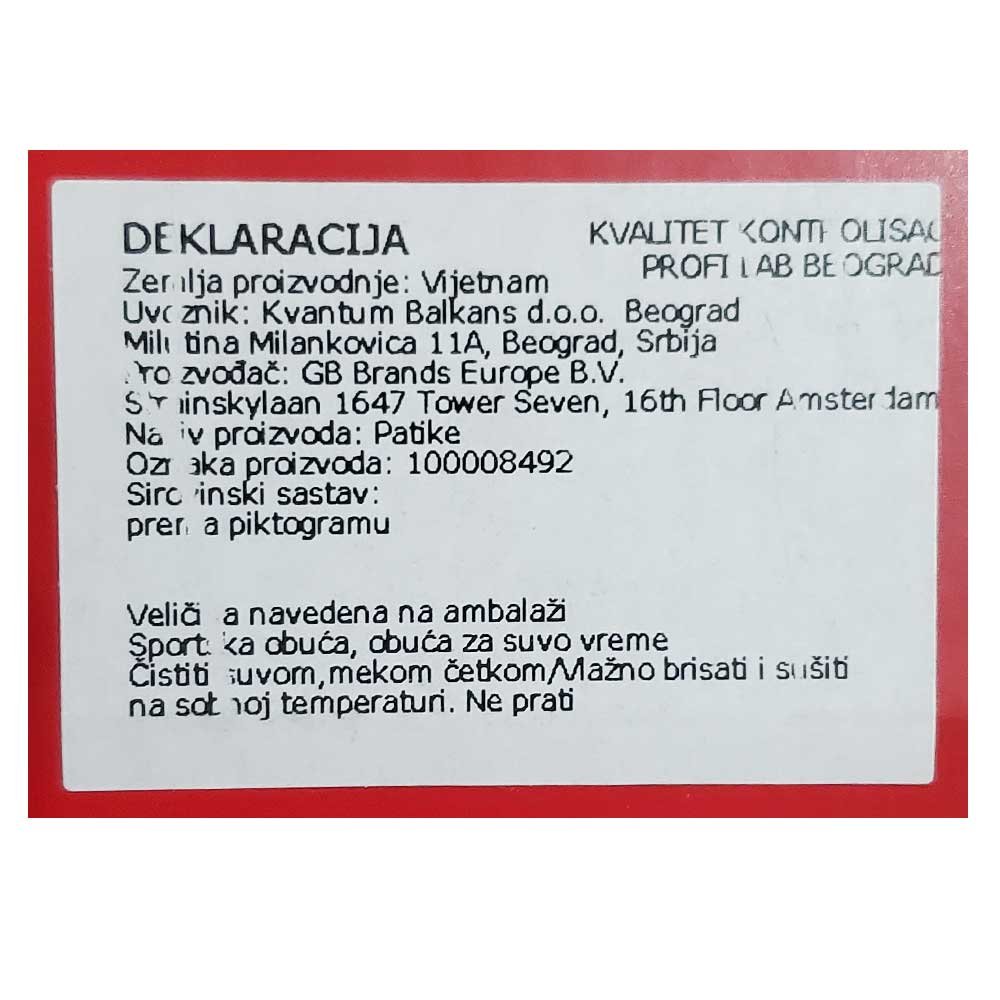 DEKLARACIJA
KVALITET KONTROLISAO
PROFI LAB BEOGRAD
Zemlja proizvodnje: Vijetnam
Uvoznik: Kvantum Balkans d.o.o. Beograd
Milutina Milankovica 11A, Beograd, Srbija
Proizvođač: GB Brands Europe B.V.
Strainskylaan 1647 Tower Seven, 16th Floor Amsterdam
Naziv proizvoda: Patike
Oznaka proizvoda: 100008492
Sirovinski sastav:
prema piktogramu
Veličina navedena na ambalaži
Sportska obuća, obuća za suvo vreme
Čistiti suvom, mekom četkom/Vlažno brisati i sušiti
na sobnoj temperaturi. Ne prati